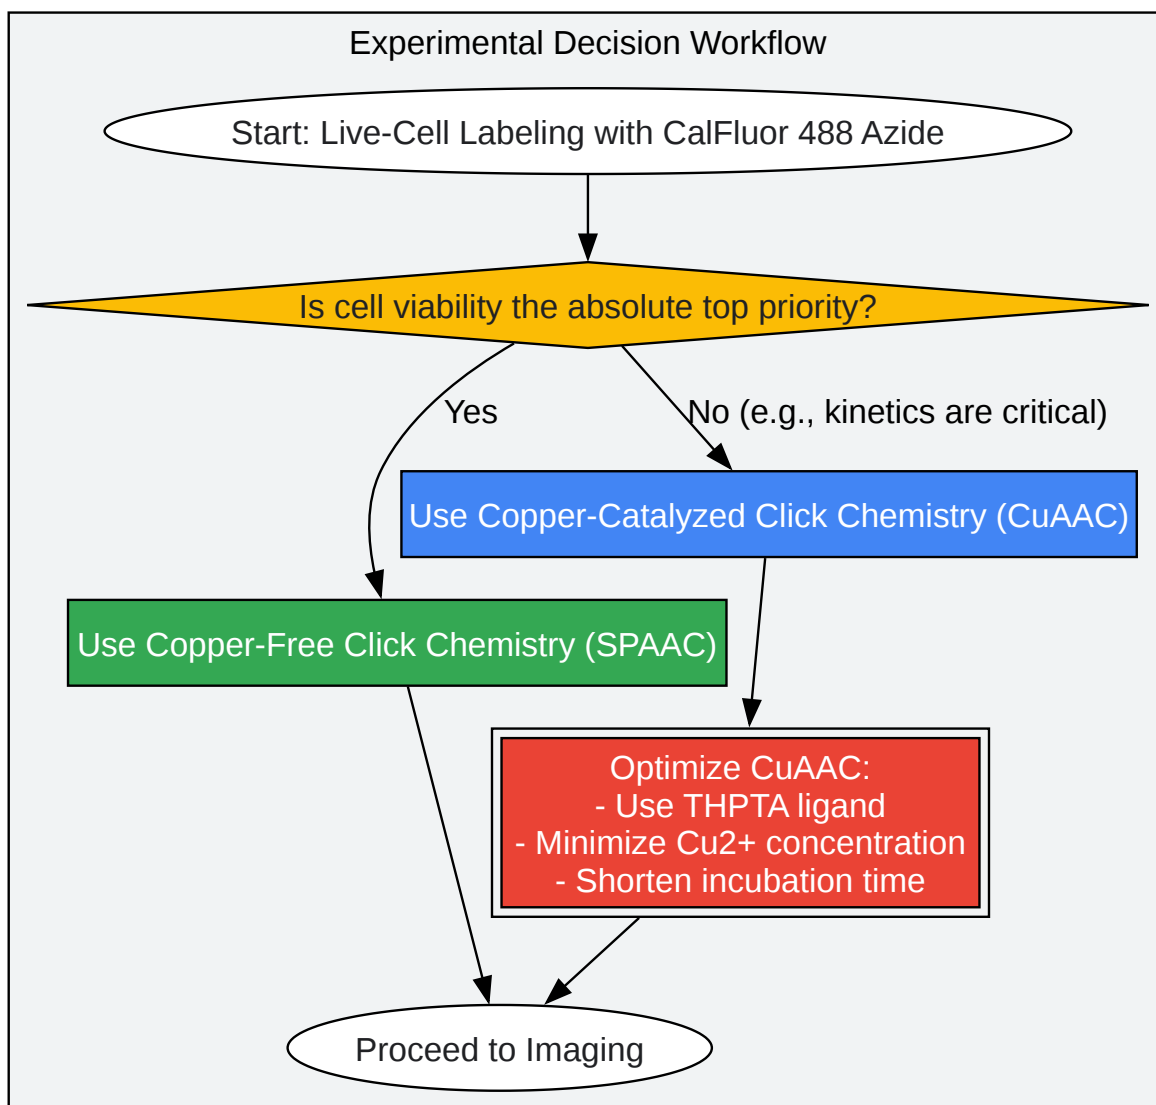 Experimental Decision Workflow
Start: Live-Cell Labeling with CalFluor 488 Azide
Is cell viability the absolute top priority?
Yes
No (e.g., kinetics are critical)
Use Copper-Catalyzed Click Chemistry (CuAAC)
Use Copper-Free Click Chemistry (SPAAC)
Optimize CuAAC:
- Use THPTA ligand
- Minimize Cu2+ concentration
- Shorten incubation time
Proceed to Imaging